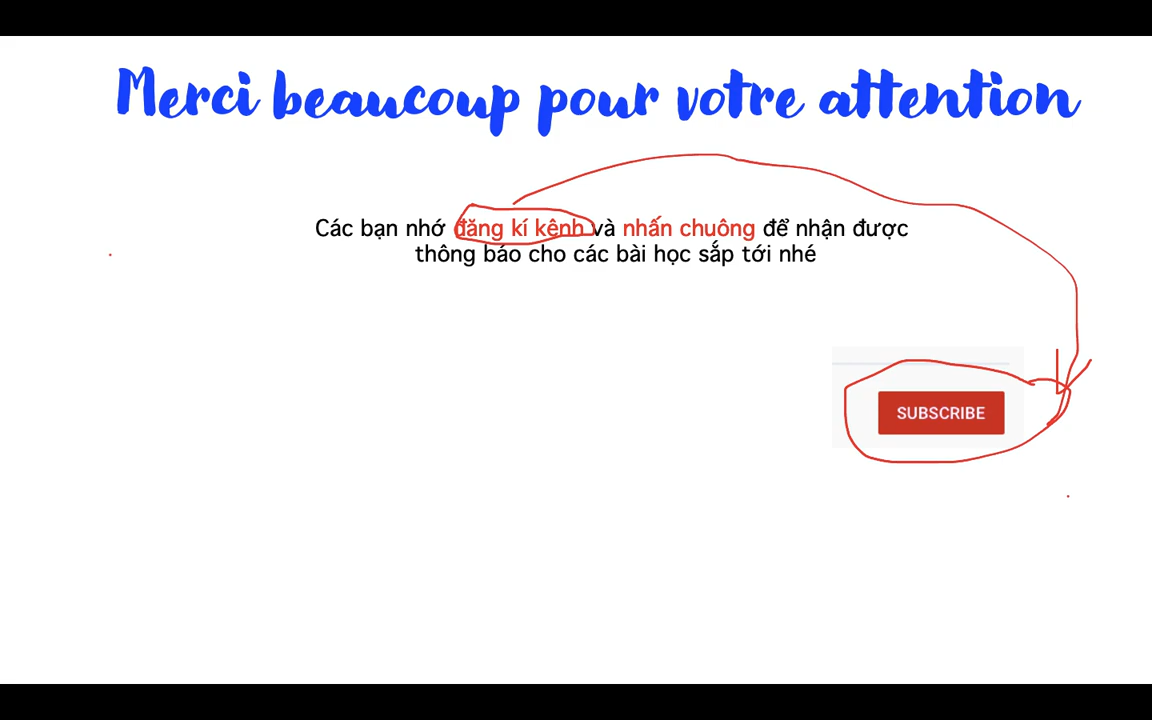 Merci beaucoup pour votre attention
Các bạn nhớ đăng kí kênh và nhấn chuông để nhận được
thông báo cho các bài học sắp tới nhé
SUBSCRIBE